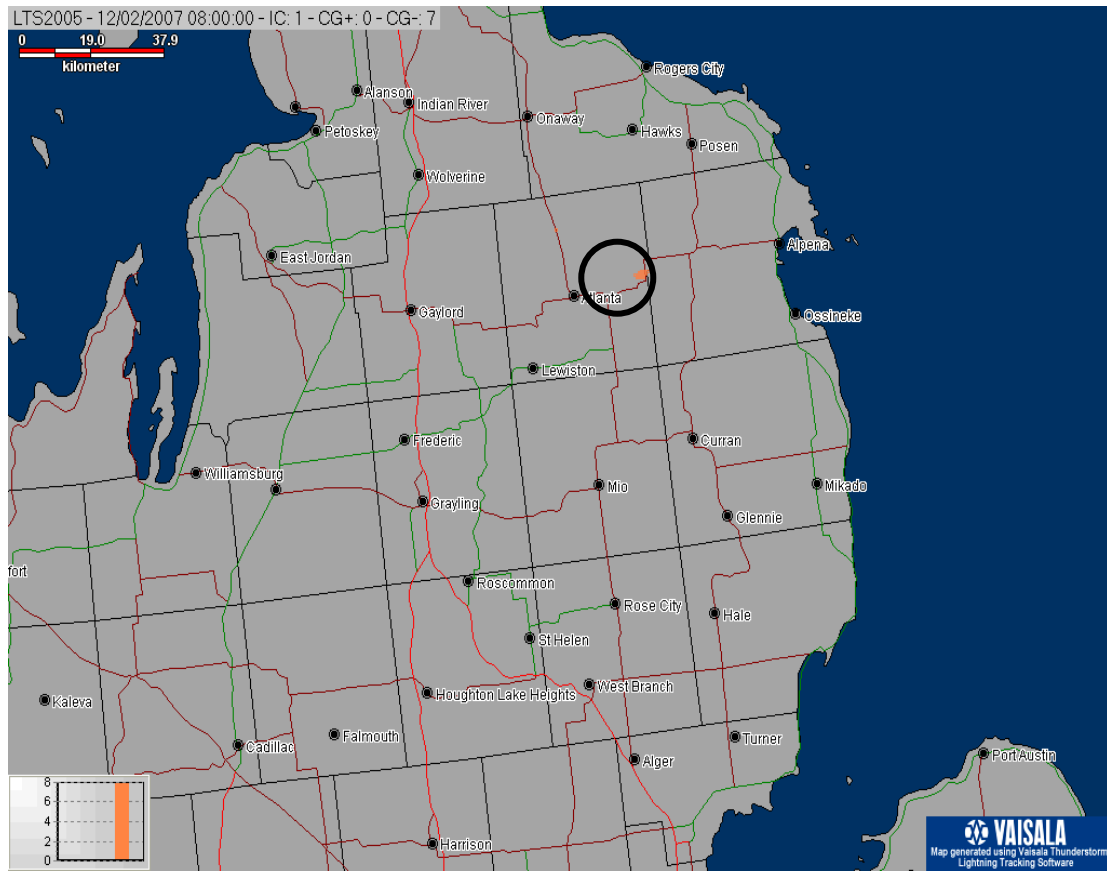 LTS2005 - 12/02/2007 08:00:00 - IC: 1 - CG+: 0 - CG-: 7
0 19.0 37.9
kilometer
Rogers City
Alanson
Indian River
Onaway
Petoskey
Hawks
Posen
Wolverine
Alpena
East Jordan
Atlanta
Gaylord
Ossineke
Lewiston
Frederic
Curran
Williamsburg
Mio
Mikado
Grayling
Glennie
fort
Roscommon
Rose City
Hale
St Helen
West Branch
Houghton Lake Heights
Kaleva
Falmouth
Turner
Cadillac
Port Austin
Alger
8
6
4
2
0
Harrison
VAISALA
Map generated using Vaisala Thunderstorm
Lightning Tracking Software